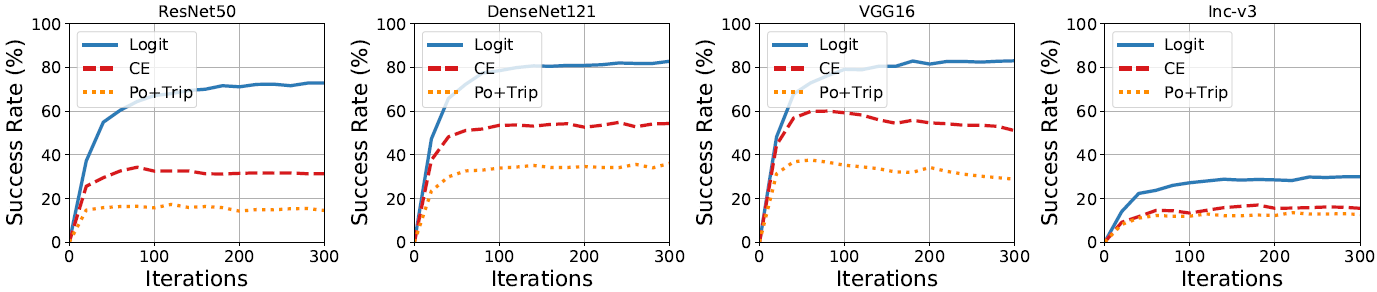 ResNet50
Success Rate (%)
100
80
60
40
20
0
Logit
CE
Po+Trip
0
100
200
300
Iterations
DenseNet121
Success Rate (%)
100
80
60
40
20
0
Logit
CE
Po+Trip
0
100
200
300
Iterations
VGG16
Success Rate (%)
100
80
60
40
20
0
Logit
CE
Po+Trip
0
100
200
300
Iterations
Inc-v3
Success Rate (%)
100
80
60
40
20
0
Logit
CE
Po+Trip
0
100
200
300
Iterations